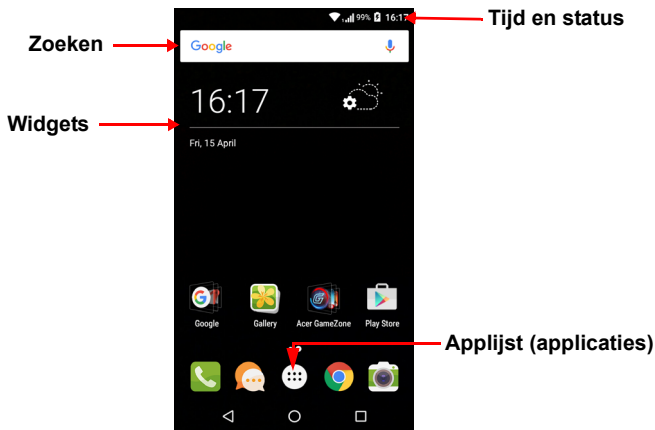 99% 16:17
Tijd en status
Zoeken
Google
16:17
Widgets
Fri, 15 April
Google Gallery Acer GameZone Play Store
Applijst (applicaties)